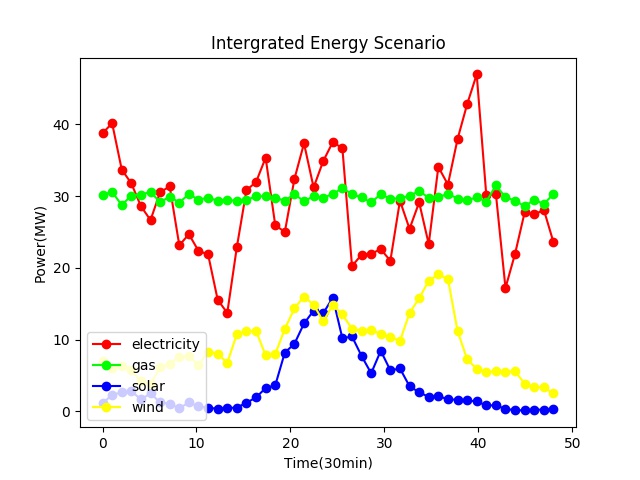 Intergrated Energy Scenario
Power(MW)
40
30
20
10
0
electricity
gas
solar
wind
0 10 20 30 40 50
Time(30min)